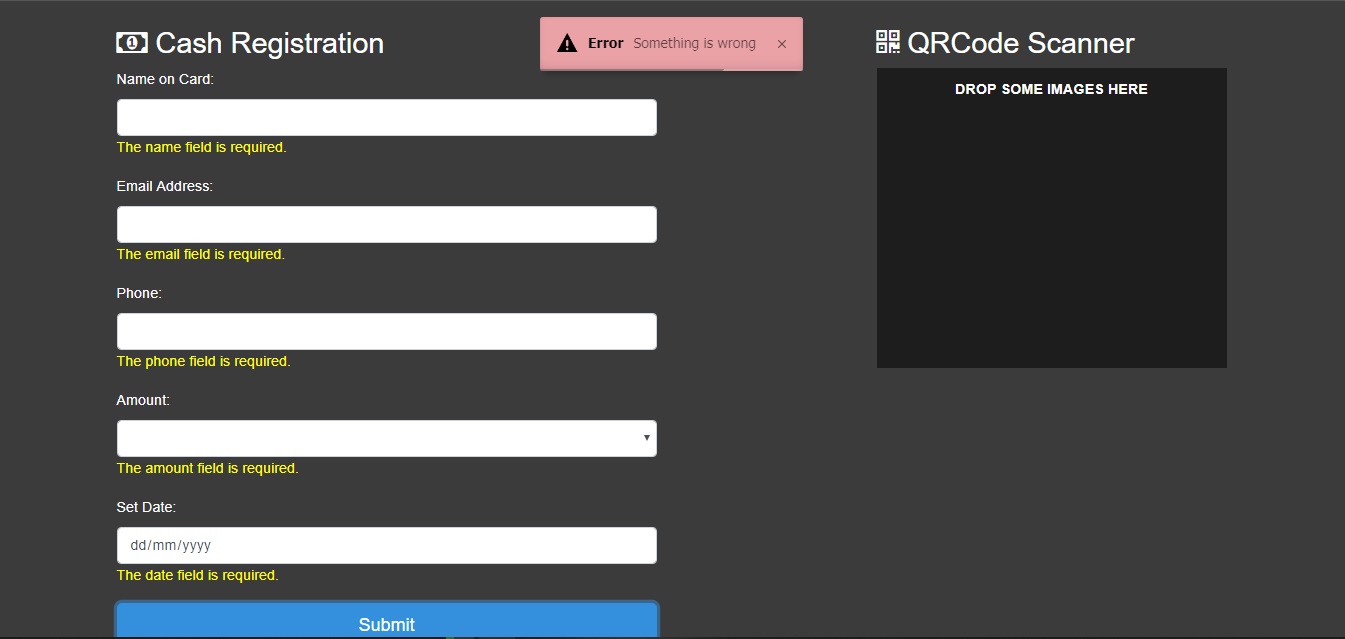 Cash Registration
Error Something is wrong ×
QRCode Scanner
Name on Card:
DROP SOME IMAGES HERE
The name field is required.
Email Address:
The email field is required.
Phone:
The phone field is required.
Amount:
The amount field is required.
Set Date:
dd/mm/yyyy
The date field is required.
Submit